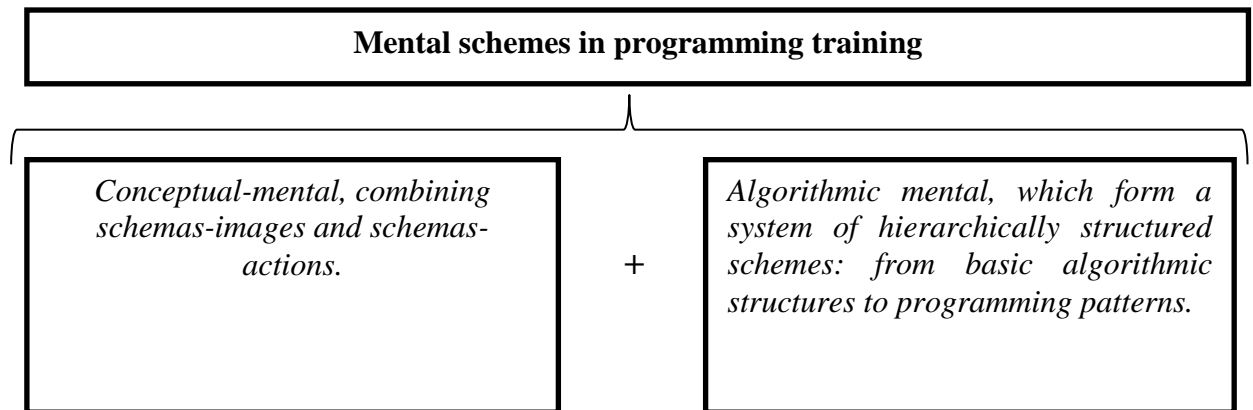 Mental schemes in programming training
Conceptual-mental, combining
schemas-images and schemas-
actions.
+
Algorithmic mental, which form a
system of hierarchically structured
schemes: from basic algorithmic
structures to programming patterns.